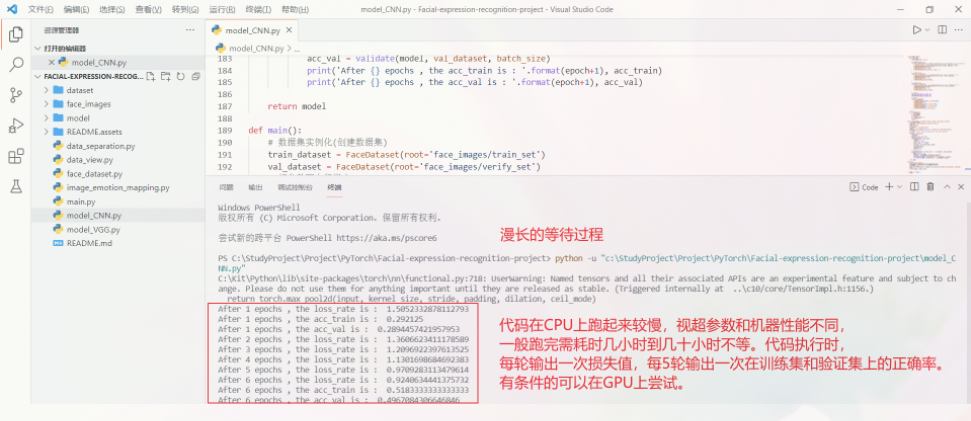 文件(F) 编辑(E) 选择(S) 查看(V) 转到(G) 运行(R) 终端(T) 帮助(H)
model_CNN.py - Facial-expression-recognition-project - Visual Studio Code
资源管理器
打开的编辑器
model_CNN.py
FACIAL-EXPRESSION-RECOG...
dataset
face_images
model
README.assets
data_separation.py
data_view.py
face_dataset.py
image_emotion_mapping.py
main.py
model_CNN.py
model_VGG.py
README.md
model_CNN.py
model_CNN.py > ...
183 acc_val = validate(model, val_dataset, batch_size)
184 print('After {} epochs , the acc_train is : '.format(epoch+1), acc_train)
185 print('After {} epochs , the acc_val is : '.format(epoch+1), acc_val)
186
187 return model
188
189 def main():
190 # 数据集实例化(创建数据集)
191 train_dataset = FaceDataset(root='face_images/train_set')
192 val_dataset = FaceDataset(root='face_images/verify_set')
问题 输出 调试控制台 终端
Code
Windows PowerShell
版权所有 (C) Microsoft Corporation。保留所有权利。
尝试新的跨平台 PowerShell https://aka.ms/pscore6
漫长的等待过程
PS C:\StudyProject\Project\PyTorch\Facial-expression-recognition-project> python -u "c:\StudyProject\Project\PyTorch\Facial-expression-recognition-project\model_C
NN.py"
C:\Kit\Python\lib\site-packages\torch\nn\functional.py:718: UserWarning: Named tensors and all their associated APIs are an experimental feature and subject to ch
ange. Please do not use them for anything important until they are released as stable. (Triggered internally at ..\c10/core/TensorImpl.h:1156.)
return torch.max_pool2d(input, kernel_size, stride, padding, dilation, ceil_mode)
After 1 epochs , the loss_rate is : 1.5052332878112793
After 1 epochs , the acc_train is : 0.292125
After 1 epochs , the acc_val is : 0.2894457421957953
After 2 epochs , the loss_rate is : 1.3606623411178589
After 3 epochs , the loss_rate is : 1.2096922397613525
After 4 epochs , the loss_rate is : 1.1301698684692383
After 5 epochs , the loss_rate is : 0.9709283113479614
After 6 epochs , the loss_rate is : 0.9240634441375732
After 6 epochs , the acc_train is : 0.5183333333333333
After 6 epochs , the acc_val is : 0.4967084306646846
代码在CPU上跑起来较慢，视超参数和机器性能不同，
一般跑完需耗时几小时到几十小时不等。代码执行时，
每轮输出一次损失值，每5轮输出一次在训练集和验证集上的正确率。
有条件的可以在GPU上尝试。